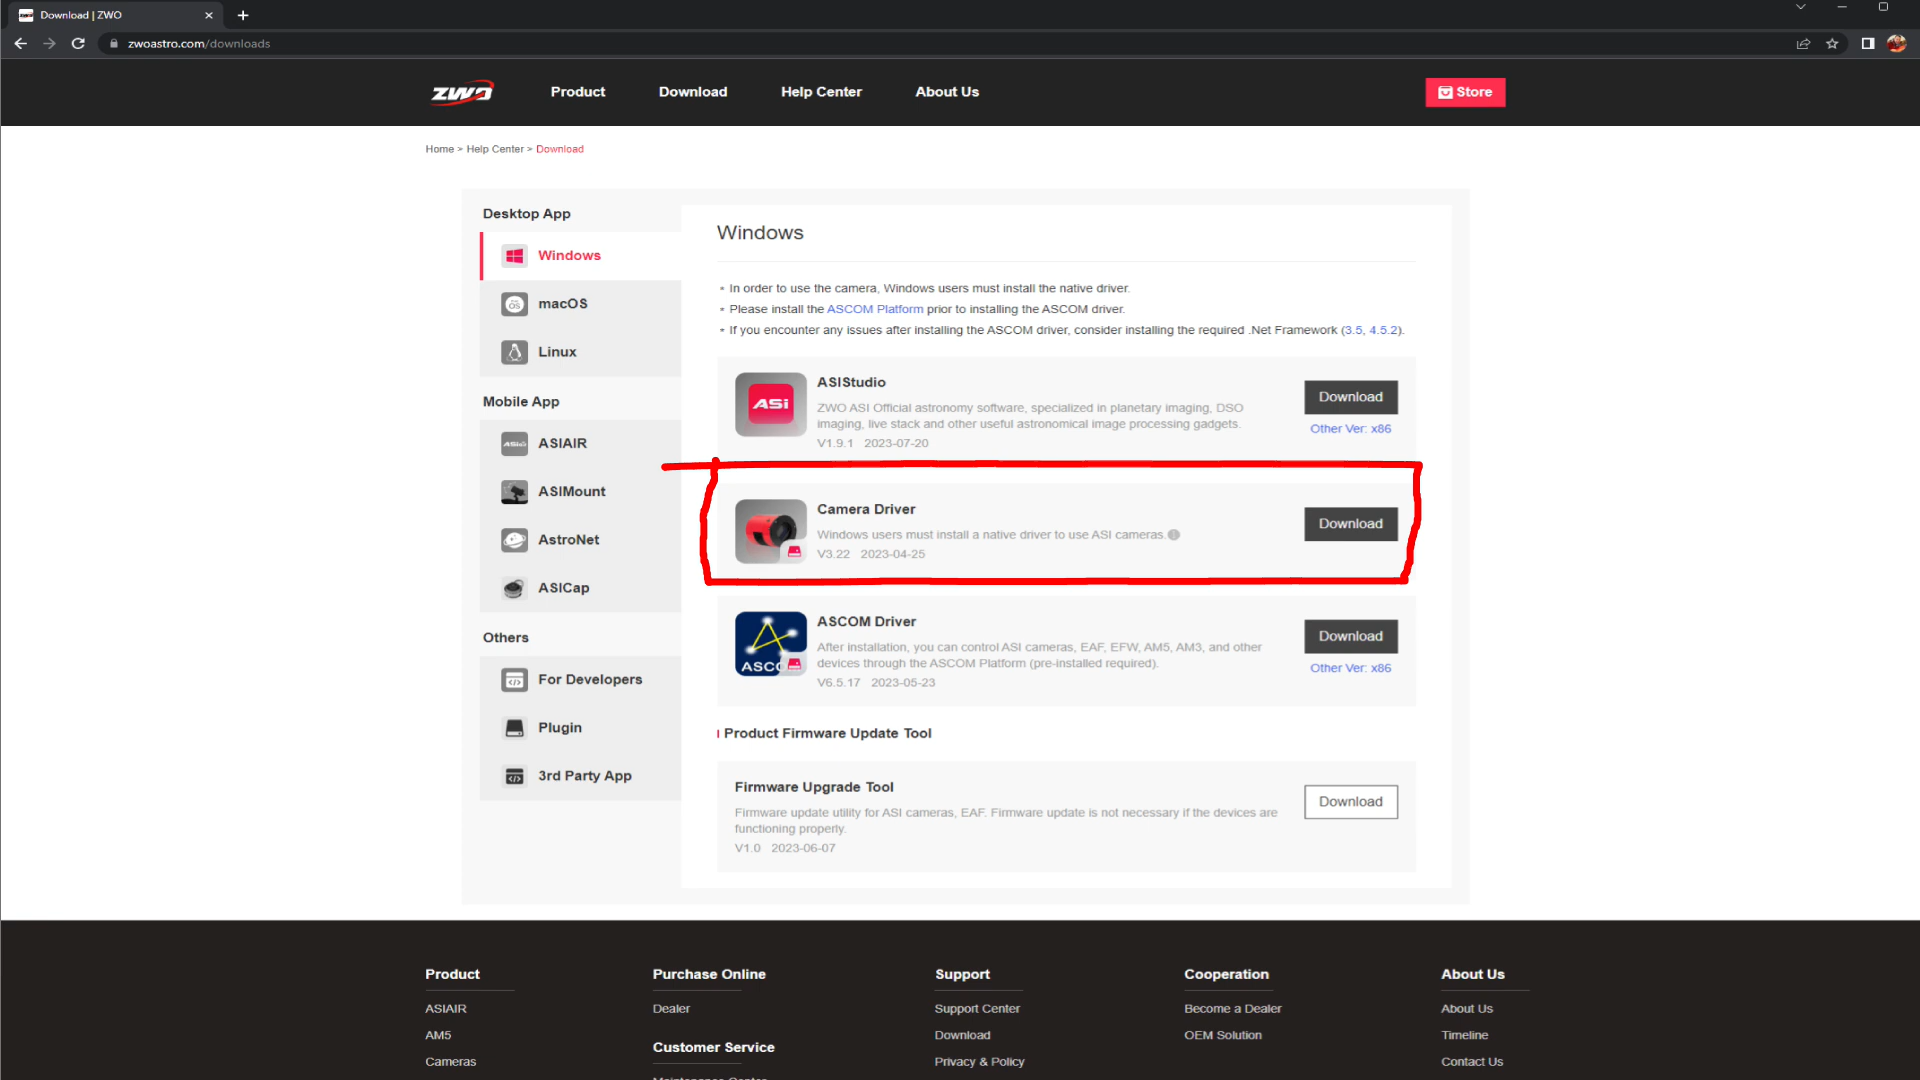 Download | ZWO
zwoastro.com/downloads
ZWO
Product
Download
Help Center
About Us
Store
Home > Help Center > Download
Desktop App
Windows
macOS
Linux
Mobile App
ASIAIR
ASIMount
AstroNet
ASICap
Others
For Developers
Plugin
3rd Party App
Windows
In order to use the camera, Windows users must install the native driver.
Please install the ASCOM Platform prior to installing the ASCOM driver.
If you encounter any issues after installing the ASCOM driver, consider installing the required .Net Framework (3.5, 4.5.2).
ASi
ASIStudio
ZWO ASI Official astronomy software, specialized in planetary imaging, DSO
imaging, live stack and other useful astronomical image processing gadgets.
V1.9.1 2023-07-20
Download
Other Ver: x86
Camera Driver
Windows users must install a native driver to use ASI cameras.
V3.22 2023-04-25
Download
ASCOM Driver
After installation, you can control ASI cameras, EAF, EFW, AM5, AM3, and other
devices through the ASCOM Platform (pre-installed required).
V6.5.17 2023-05-23
Download
Other Ver: x86
Product Firmware Update Tool
Firmware Upgrade Tool
Firmware update utility for ASI cameras, EAF. Firmware update is not necessary if the devices are
functioning properly.
V1.0 2023-06-07
Download
Product
ASIAIR
AM5
Cameras
Purchase Online
Dealer
Customer Service
Support
Support Center
Download
Privacy & Policy
Cooperation
Become a Dealer
OEM Solution
About Us
About Us
Timeline
Contact Us